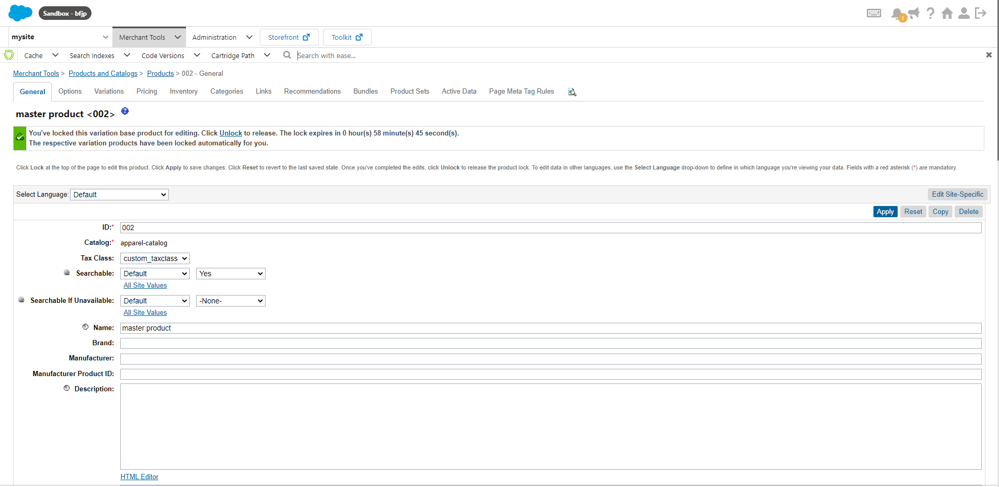 Sandbox - bfjp
1
mysite Merchant Tools Administration Storefront Toolkit
Cache Search Indexes Code Versions Cartridge Path Search with ease...
Merchant Tools > Products and Catalogs > Products > 002 - General
General Options Variations Pricing Inventory Categories Links Recommendations Bundles Product Sets Active Data Page Meta Tag Rules
master product <002>
You've locked this variation base product for editing. Click Unlock to release. The lock expires in 0 hour(s) 58 minute(s) 45 second(s).
The respective variation products have been locked automatically for you.
Click Lock at the top of the page to edit this product. Click Apply to save changes. Click Reset to revert to the last saved state. Once you've completed the edits, click Unlock to release the product lock. To edit data in other languages, use the Select Language drop-down to define in which language you're viewing your data. Fields with a red asterisk (*) are mandatory.
Select Language: Default Edit Site-Specific
Apply Reset Copy Delete
ID:* 002
Catalog:* apparel-catalog
Tax Class: custom_taxclass
Searchable: Default Yes
All Site Values
Searchable If Unavailable: Default -None-
All Site Values
Name: master product
Brand:
Manufacturer:
Manufacturer Product ID:
Description:
HTML Editor